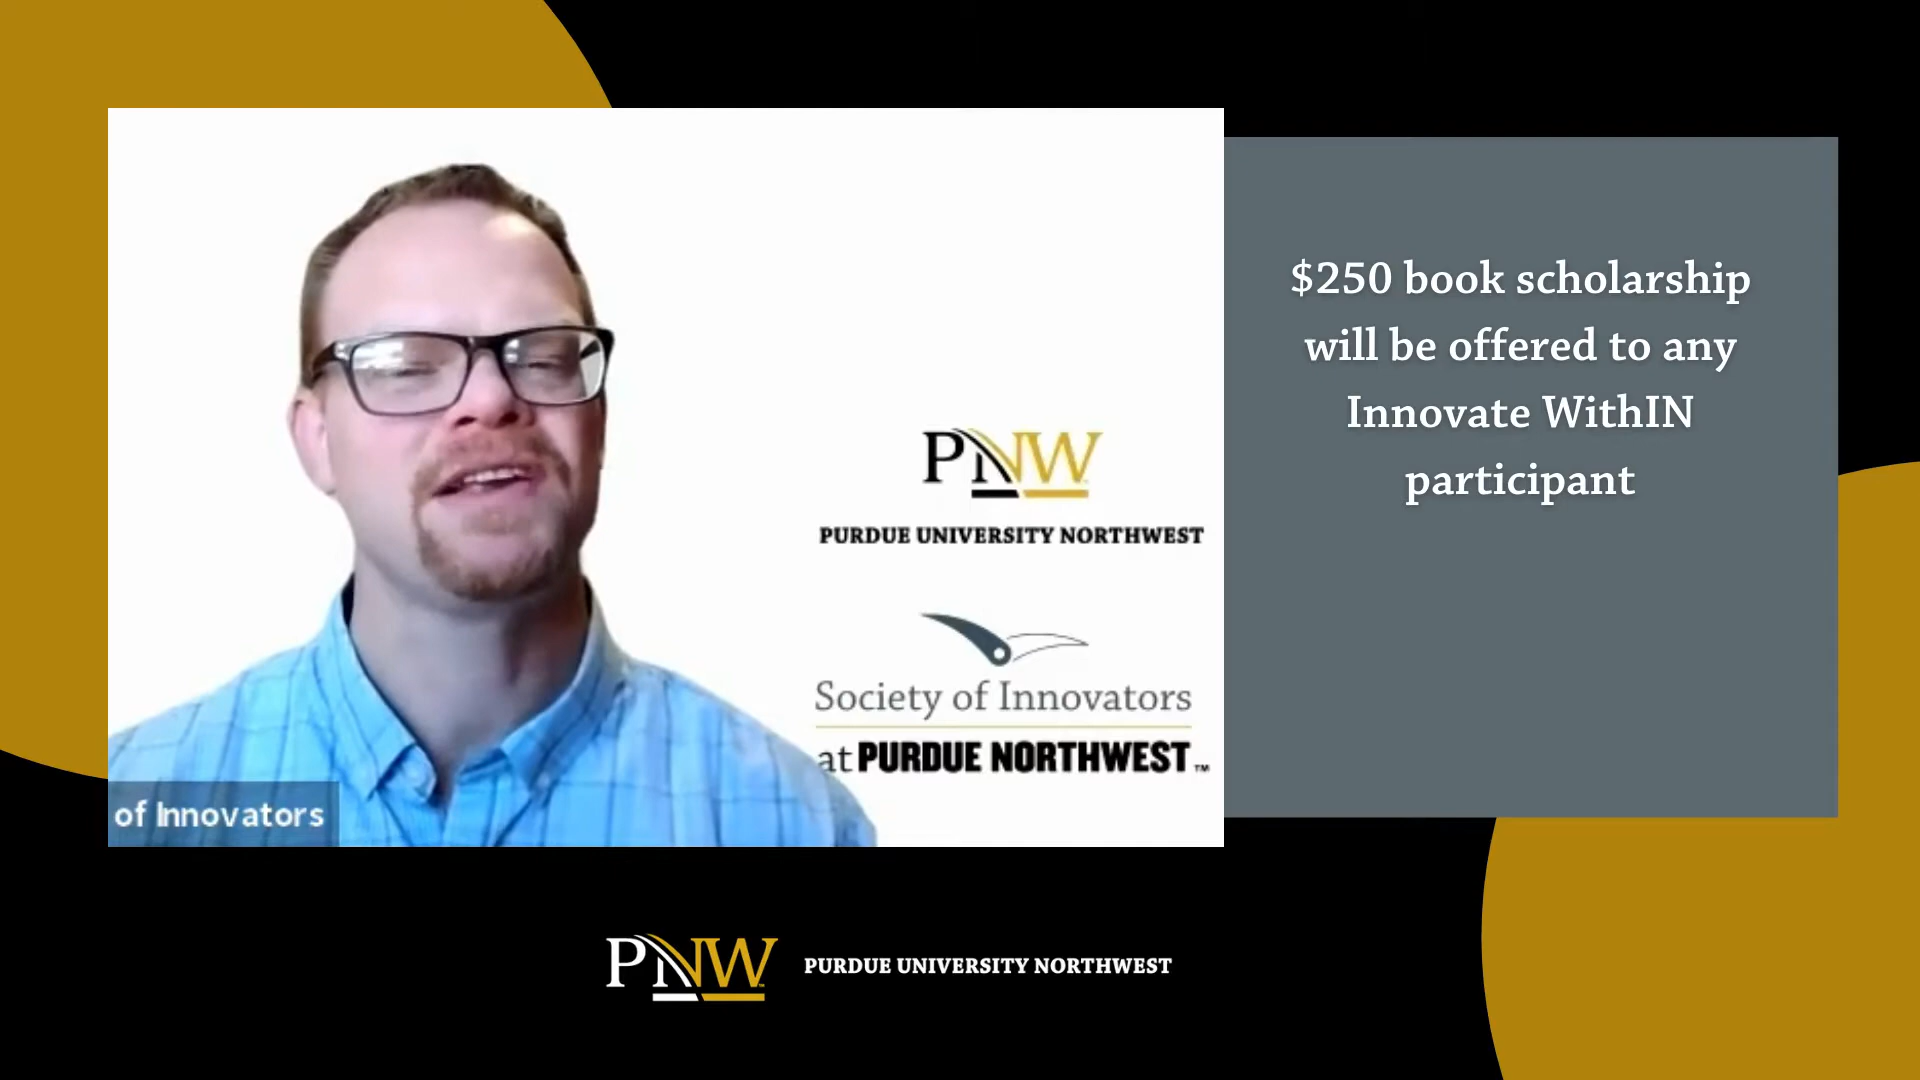 $250 book scholarship
will be offered to any
Innovate WithIN
participant
PNW
PURDUE UNIVERSITY NORTHWEST
Society of Innovators
at PURDUE NORTHWEST™
of Innovators
PNW
PURDUE UNIVERSITY NORTHWEST